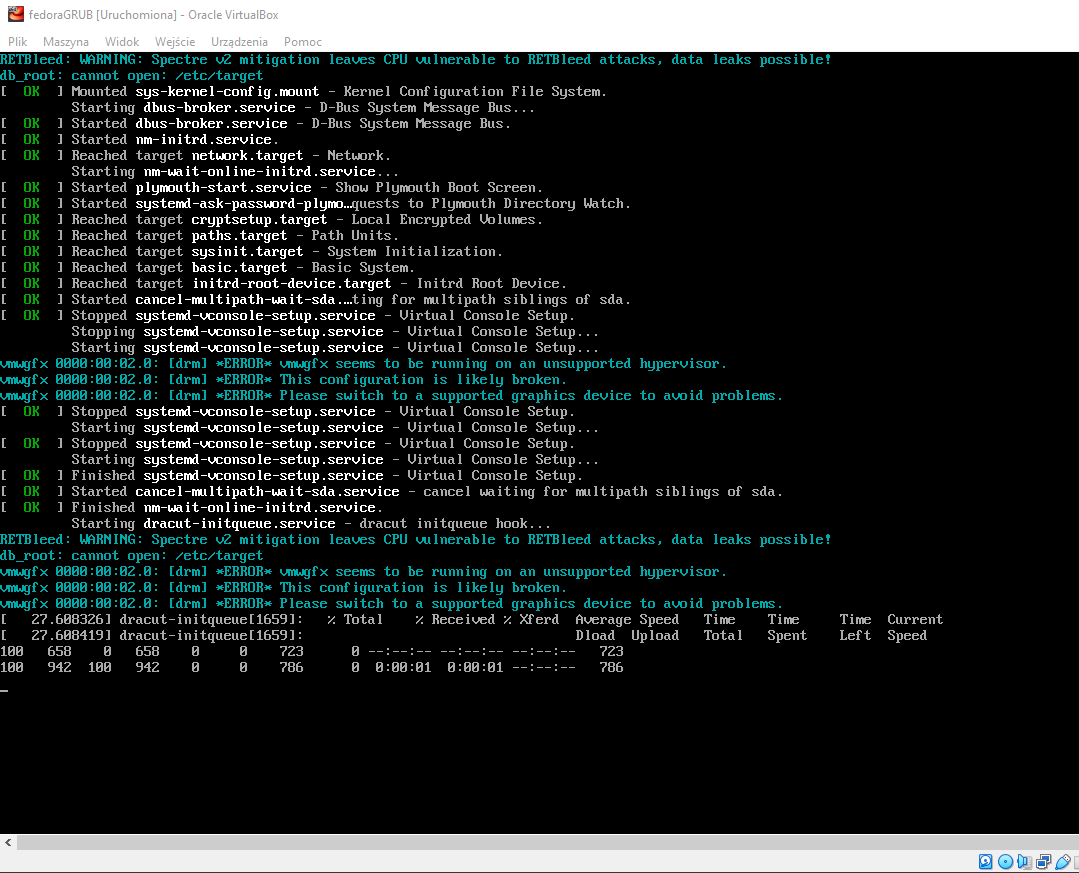 fedoraGRUB [Uruchomiona] - Oracle VirtualBox
Plik Maszyna Widok Wejście Urządzenia Pomoc
RETBleed: WARNING: Spectre v2 mitigation leaves CPU vulnerable to RETBleed attacks, data leaks possible!
db_root: cannot open: /etc/target
[  OK  ] Mounted sys-kernel-config.mount - Kernel Configuration File System.
         Starting dbus-broker.service - D-Bus System Message Bus...
[  OK  ] Started dbus-broker.service - D-Bus System Message Bus.
[  OK  ] Started nm-initrd.service.
[  OK  ] Reached target network.target - Network.
         Starting nm-wait-online-initrd.service...
[  OK  ] Started plymouth-start.service - Show Plymouth Boot Screen.
[  OK  ] Started systemd-ask-password-plymo…quests to Plymouth Directory Watch.
[  OK  ] Reached target cryptsetup.target - Local Encrypted Volumes.
[  OK  ] Reached target paths.target - Path Units.
[  OK  ] Reached target sysinit.target - System Initialization.
[  OK  ] Reached target basic.target - Basic System.
[  OK  ] Reached target initrd-root-device.target - Initrd Root Device.
[  OK  ] Started cancel-multipath-wait-sda.…ting for multipath siblings of sda.
[  OK  ] Stopped systemd-vconsole-setup.service - Virtual Console Setup.
         Stopping systemd-vconsole-setup.service - Virtual Console Setup...
         Starting systemd-vconsole-setup.service - Virtual Console Setup...
vmwgfx 0000:00:02.0: [drm] *ERROR* vmwgfx seems to be running on an unsupported hypervisor.
vmwgfx 0000:00:02.0: [drm] *ERROR* This configuration is likely broken.
vmwgfx 0000:00:02.0: [drm] *ERROR* Please switch to a supported graphics device to avoid problems.
[  OK  ] Stopped systemd-vconsole-setup.service - Virtual Console Setup.
         Starting systemd-vconsole-setup.service - Virtual Console Setup...
[  OK  ] Stopped systemd-vconsole-setup.service - Virtual Console Setup.
         Starting systemd-vconsole-setup.service - Virtual Console Setup...
[  OK  ] Finished systemd-vconsole-setup.service - Virtual Console Setup.
[  OK  ] Started cancel-multipath-wait-sda.service - cancel waiting for multipath siblings of sda.
[  OK  ] Finished nm-wait-online-initrd.service.
         Starting dracut-initqueue.service - dracut initqueue hook...
RETBleed: WARNING: Spectre v2 mitigation leaves CPU vulnerable to RETBleed attacks, data leaks possible!
db_root: cannot open: /etc/target
vmwgfx 0000:00:02.0: [drm] *ERROR* vmwgfx seems to be running on an unsupported hypervisor.
vmwgfx 0000:00:02.0: [drm] *ERROR* This configuration is likely broken.
vmwgfx 0000:00:02.0: [drm] *ERROR* Please switch to a supported graphics device to avoid problems.
[   27.608326] dracut-initqueue[1659]:   % Total    % Received % Xferd  Average Speed   Time    Time     Time  Current
[   27.608419] dracut-initqueue[1659]:                                  Dload  Upload   Total   Spent    Left  Speed
100   658    0   658    0     0    723      0 --:--:-- --:--:-- --:--:--   723
100   942  100   942    0     0    786      0  0:00:01  0:00:01 --:--:--   786